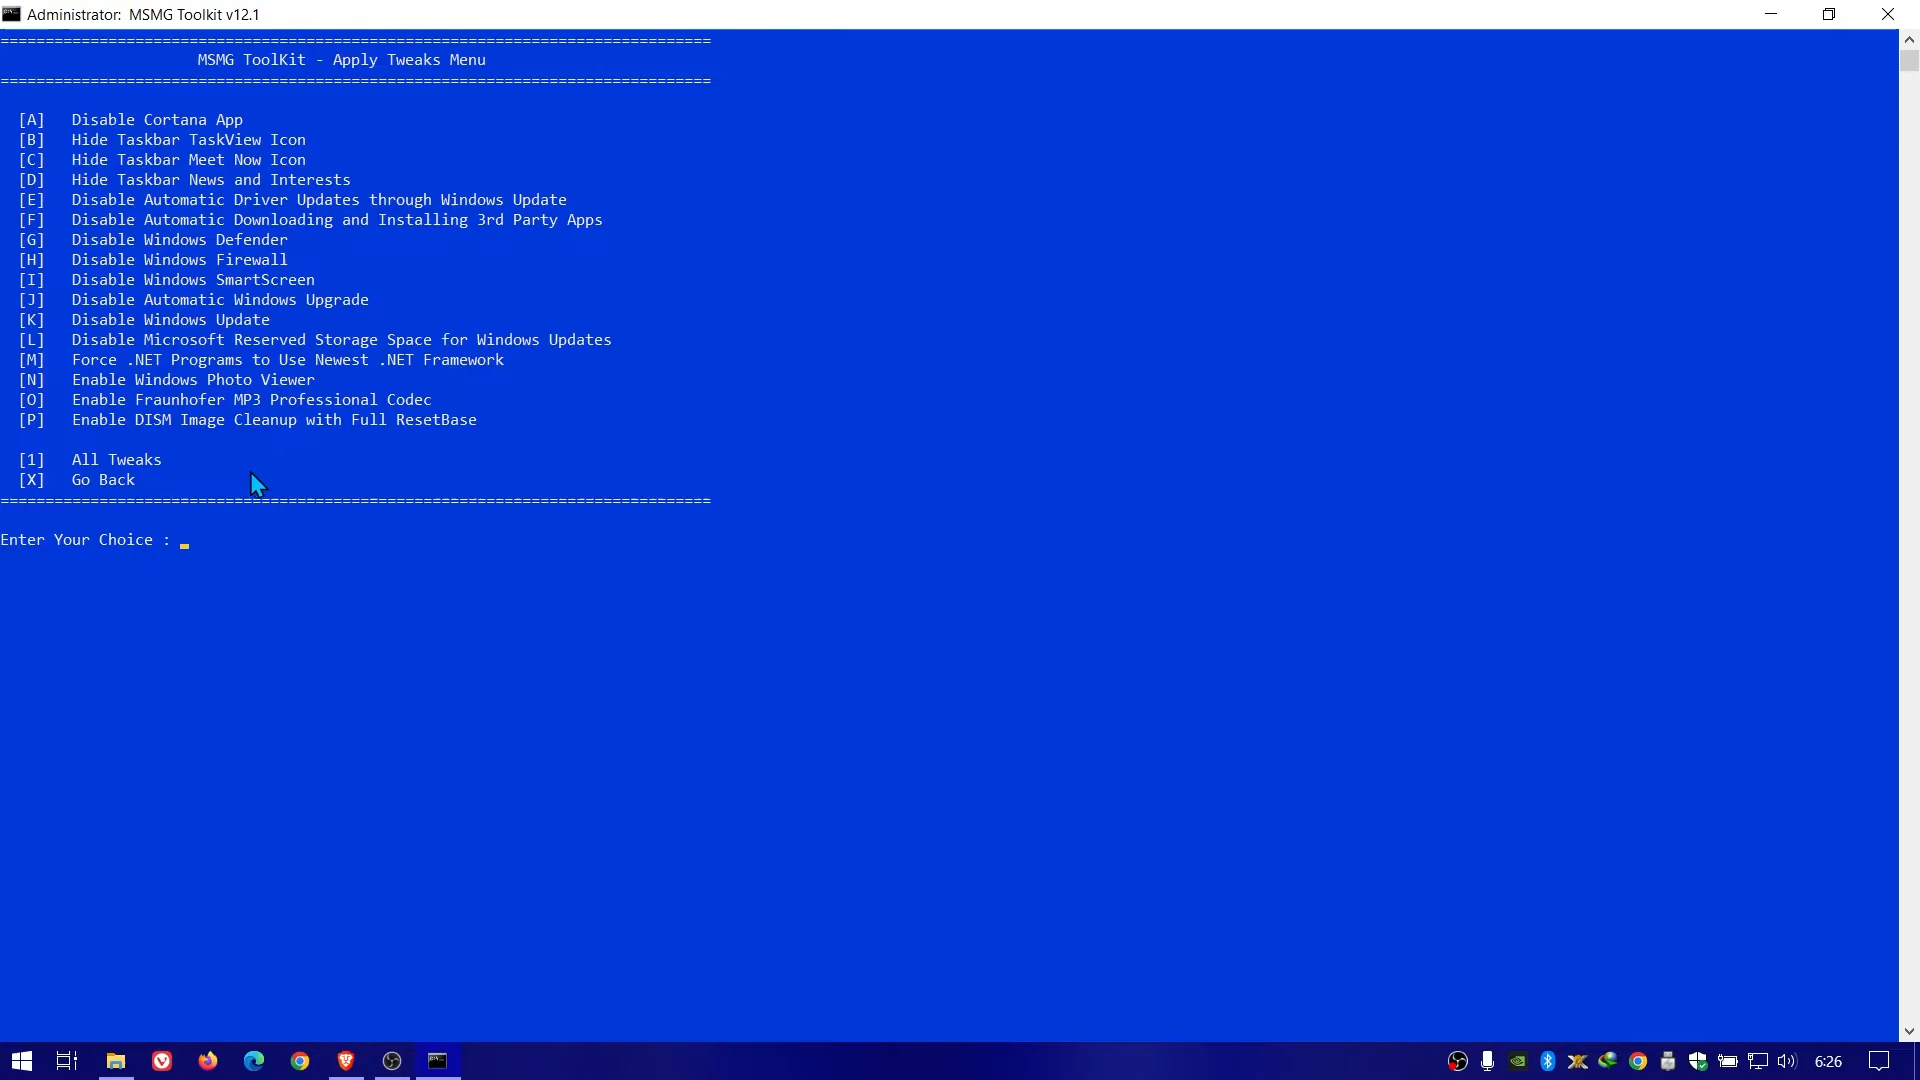 Administrator:  MSMG Toolkit v12.1
===============================================================================
MSMG ToolKit - Apply Tweaks Menu
===============================================================================
[A]   Disable Cortana App
[B]   Hide Taskbar TaskView Icon
[C]   Hide Taskbar Meet Now Icon
[D]   Hide Taskbar News and Interests
[E]   Disable Automatic Driver Updates through Windows Update
[F]   Disable Automatic Downloading and Installing 3rd Party Apps
[G]   Disable Windows Defender
[H]   Disable Windows Firewall
[I]   Disable Windows SmartScreen
[J]   Disable Automatic Windows Upgrade
[K]   Disable Windows Update
[L]   Disable Microsoft Reserved Storage Space for Windows Updates
[M]   Force .NET Programs to Use Newest .NET Framework
[N]   Enable Windows Photo Viewer
[O]   Enable Fraunhofer MP3 Professional Codec
[P]   Enable DISM Image Cleanup with Full ResetBase
[1]   All Tweaks
[X]   Go Back
===============================================================================
Enter Your Choice : _
6:26